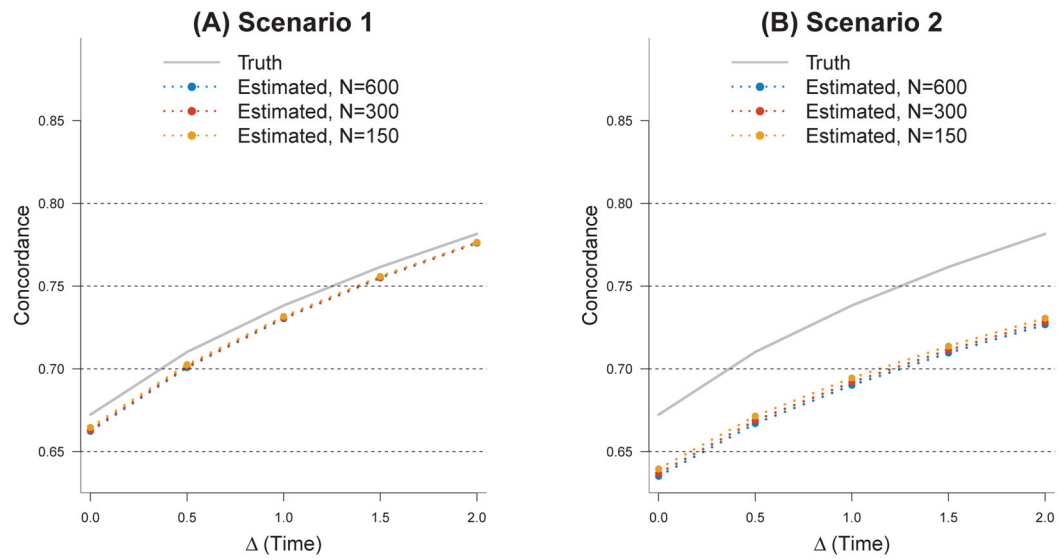 (A) Scenario 1
Truth
Estimated, N=600
Estimated, N=300
Estimated, N=150
0.85
0.80
0.75
0.70
0.65
Concordance
0.0 0.5 1.0 1.5 2.0
Δ (Time)
(B) Scenario 2
Truth
Estimated, N=600
Estimated, N=300
Estimated, N=150
0.85
0.80
0.75
0.70
0.65
Concordance
0.0 0.5 1.0 1.5 2.0
Δ (Time)